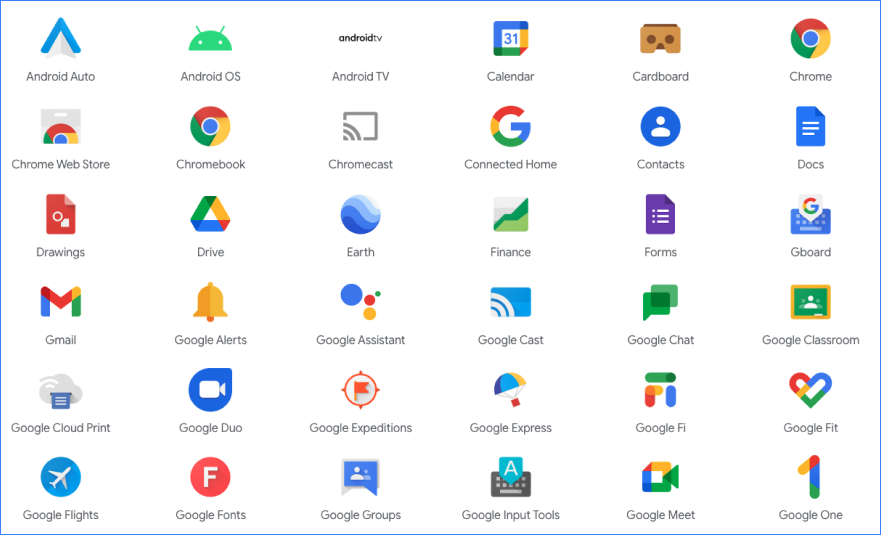 androidtv
31
Android Auto
Android OS
Android TV
Calendar
Cardboard
Chrome
Chrome Web Store
Chromebook
Chromecast
Connected Home
Contacts
Docs
G
Drawings
Drive
Earth
Finance
Forms
Gboard
Gmail
Google Alerts
Google Assistant
Google Cast
Google Chat
Google Classroom
Google Cloud Print
Google Duo
Google Expeditions
Google Express
Google Fi
Google Fit
F
A
Google Flights
Google Fonts
Google Groups
Google Input Tools
Google Meet
Google One